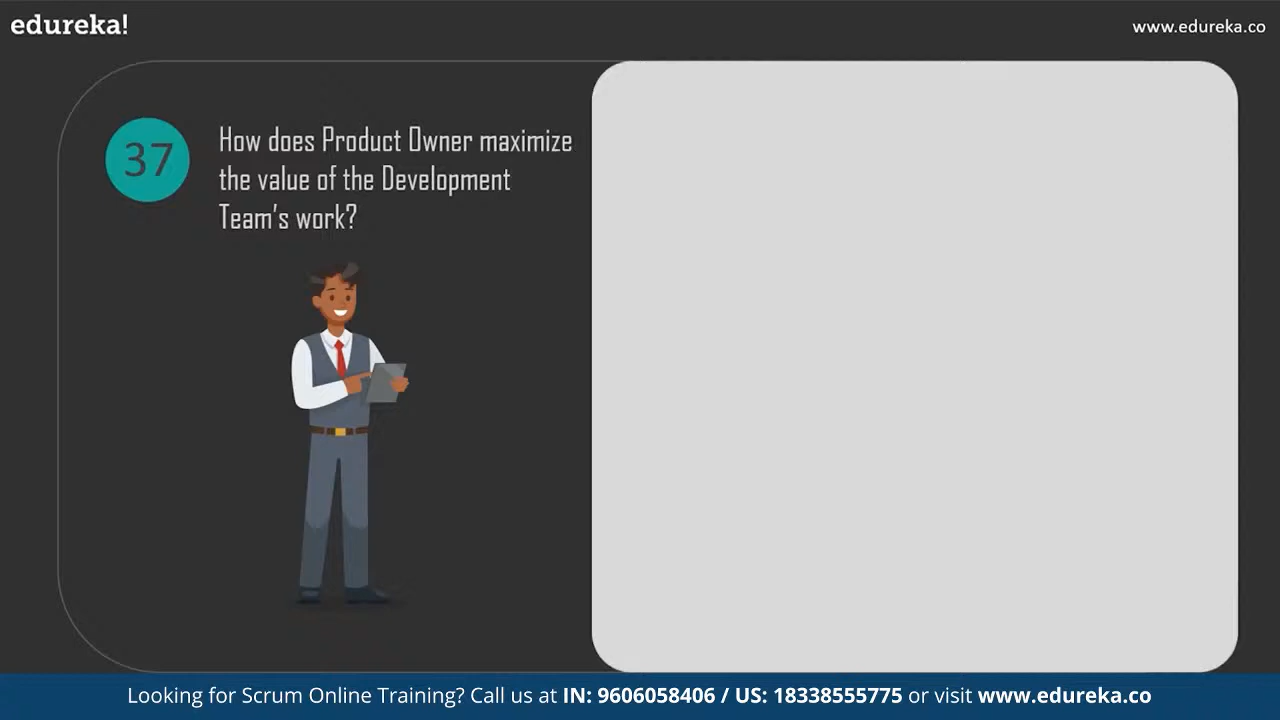 edureka!
www.edureka.co
37
How does Product Owner maximize
the value of the Development
Team's work?
Looking for Scrum Online Training? Call us at IN: 9606058406 / US: 18338555775 or visit www.edureka.co